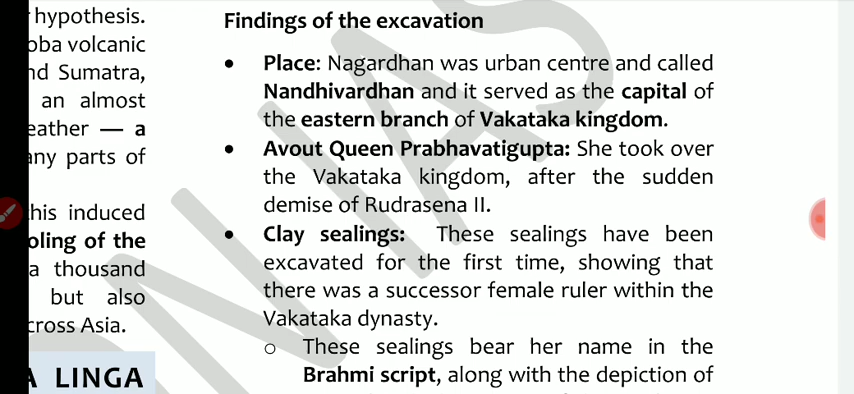 hypothesis.
oba volcanic
nd Sumatra,
an almost
eather — a
any parts of
this induced
oling of the
a thousand
but also
cross Asia.
A LINGA
Findings of the excavation
• Place: Nagardhan was urban centre and called
Nandhivardhan and it served as the capital of
the eastern branch of Vakataka kingdom.
• Avout Queen Prabhavatigupta: She took over
the Vakataka kingdom, after the sudden
demise of Rudrasena II.
• Clay sealings: These sealings have been
excavated for the first time, showing that
there was a successor female ruler within the
Vakataka dynasty.
o These sealings bear her name in the
Brahmi script, along with the depiction of